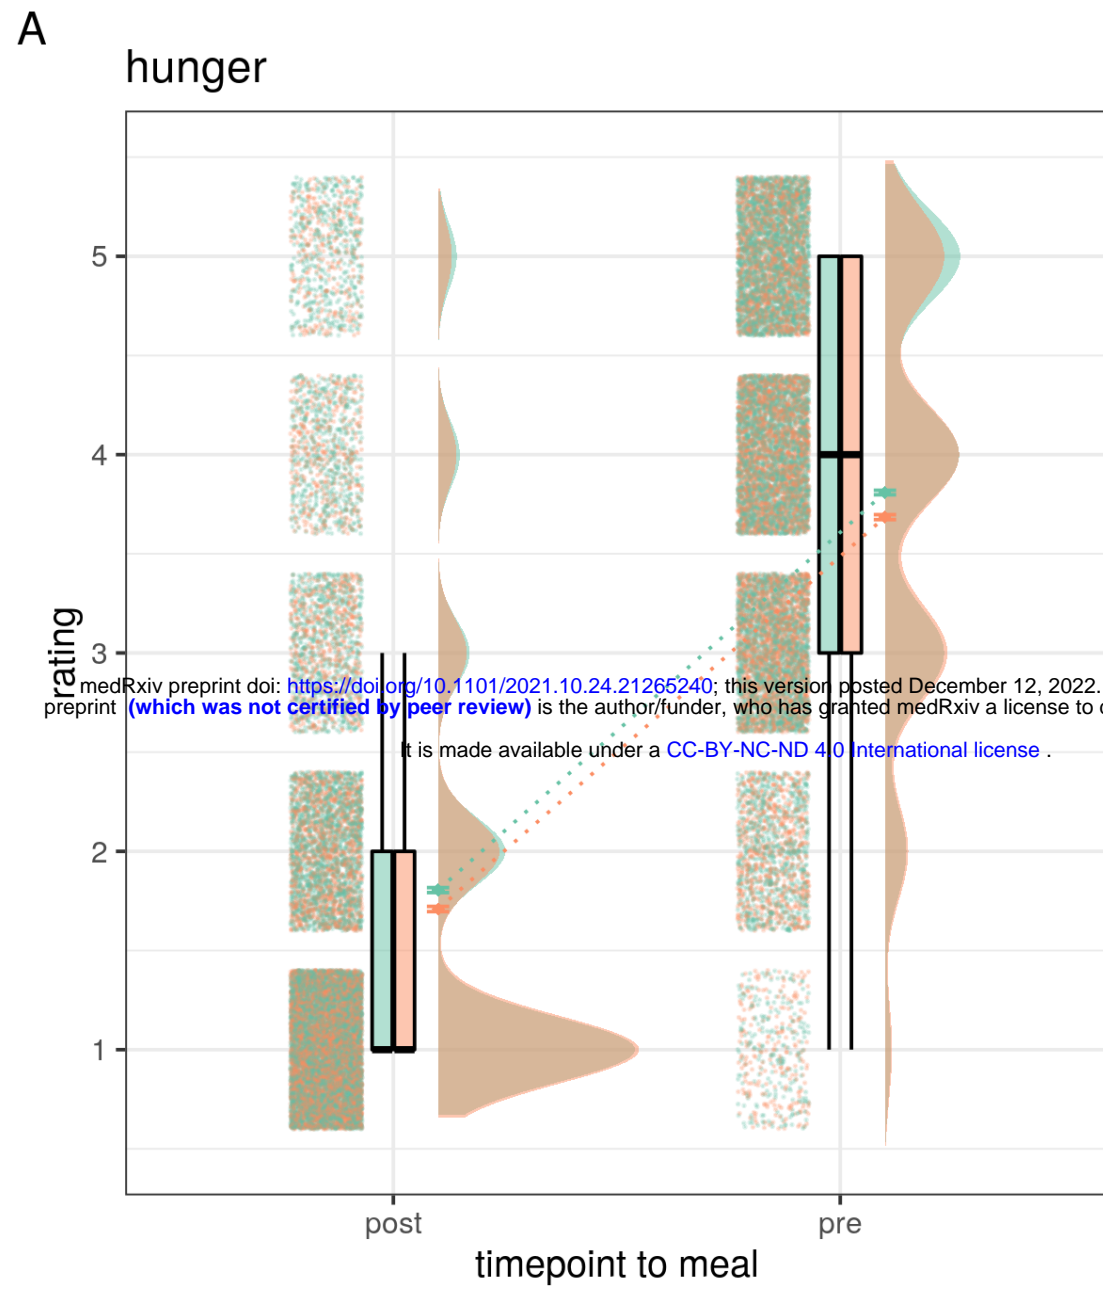 A
hunger
5
4
3
2
1
rating
medRxiv preprint doi: https://doi.org/10.1101/2021.10.24.21265240; this version posted December 12, 2022.
preprint (which was not certified by peer review) is the author/funder, who has granted medRxiv a license to
It is made available under a CC-BY-NC-ND 4.0 International license .
post
pre
timepoint to meal